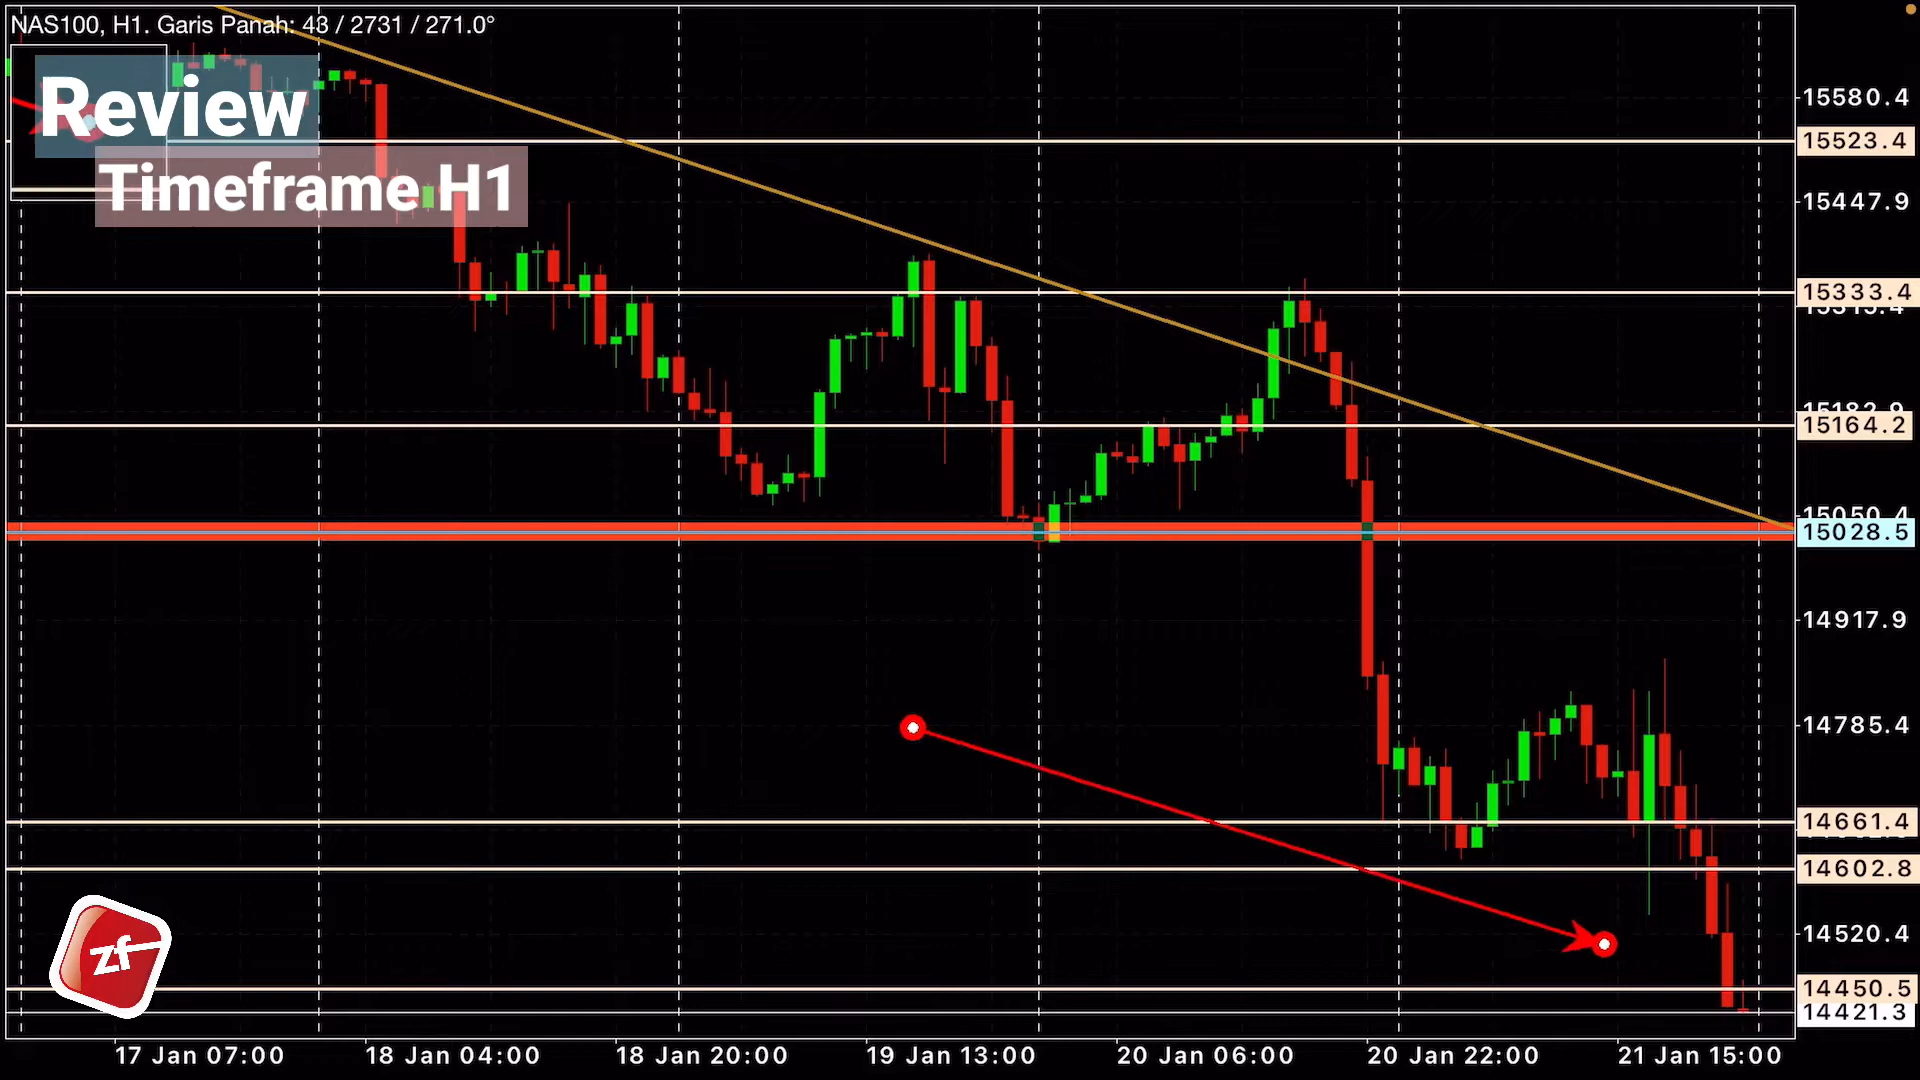 NAS100, H1. Garis Panah: 43 / 2731 / 271.0°
Review
Timeframe H1
15580.4
15523.4
15447.9
15333.4
15164.2
15050.4
15028.5
14917.9
14785.4
14661.4
14602.8
14520.4
14450.5
14421.3
zf
17 Jan 07:00
18 Jan 04:00
18 Jan 20:00
19 Jan 13:00
20 Jan 06:00
20 Jan 22:00
21 Jan 15:00